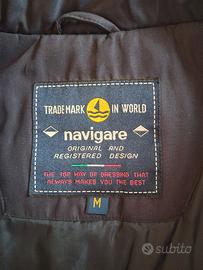 TRADEMARK IN WORLD
navigare
ORIGINAL AND
REGISTERED DESIGN
THE TOP WAY OF DRESSING THAT
ALWAYS MAKES YOU THE BEST
M
subito